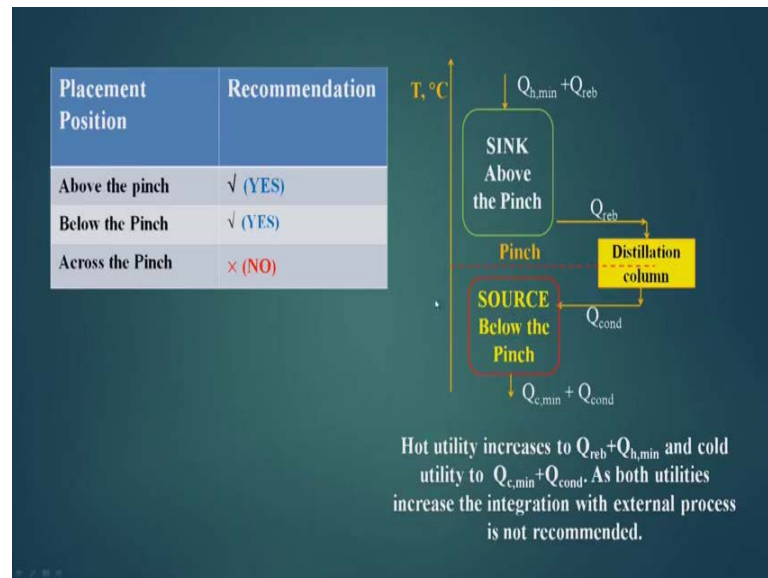 Placement Position
Recommendation
Above the pinch
√ (YES)
Below the Pinch
√ (YES)
Across the Pinch
× (NO)
T, °C
Qh,min +Qreb
SINK
Above
the Pinch
Qreb
Pinch
Distillation
column
SOURCE
Below the
Pinch
Qcond
Qc,min + Qcond
Hot utility increases to Qreb+Qh,min and cold
utility to Qc,min+Qcond. As both utilities
increase the integration with external process
is not recommended.